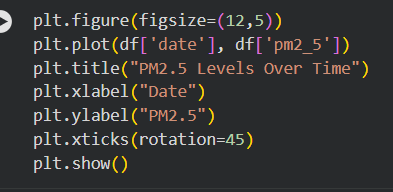 plt.figure(figsize=(12,5))
plt.plot(df['date'], df['pm2_5'])
plt.title("PM2.5 Levels Over Time")
plt.xlabel("Date")
plt.ylabel("PM2.5")
plt.xticks(rotation=45)
plt.show()